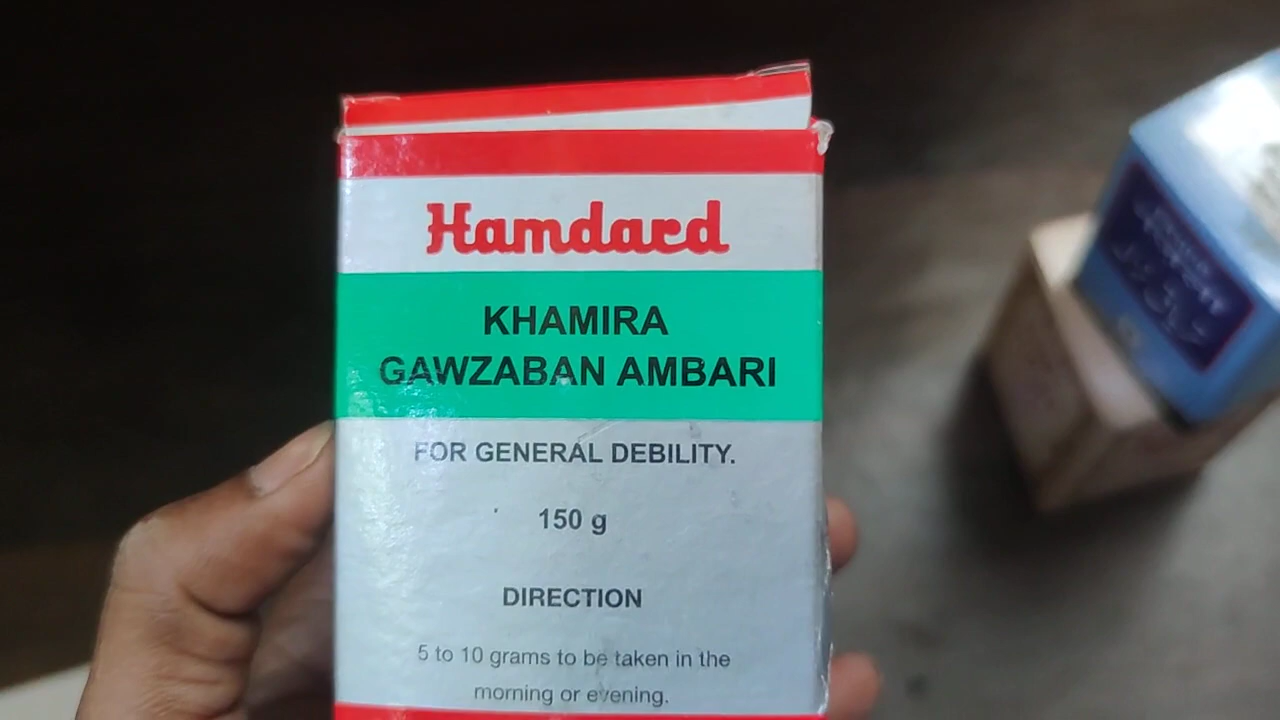 Hamdard
KHAMIRA
GAWZABAN AMBARI
FOR GENERAL DEBILITY.
150 g
DIRECTION
5 to 10 grams to be taken in the
morning or evening.